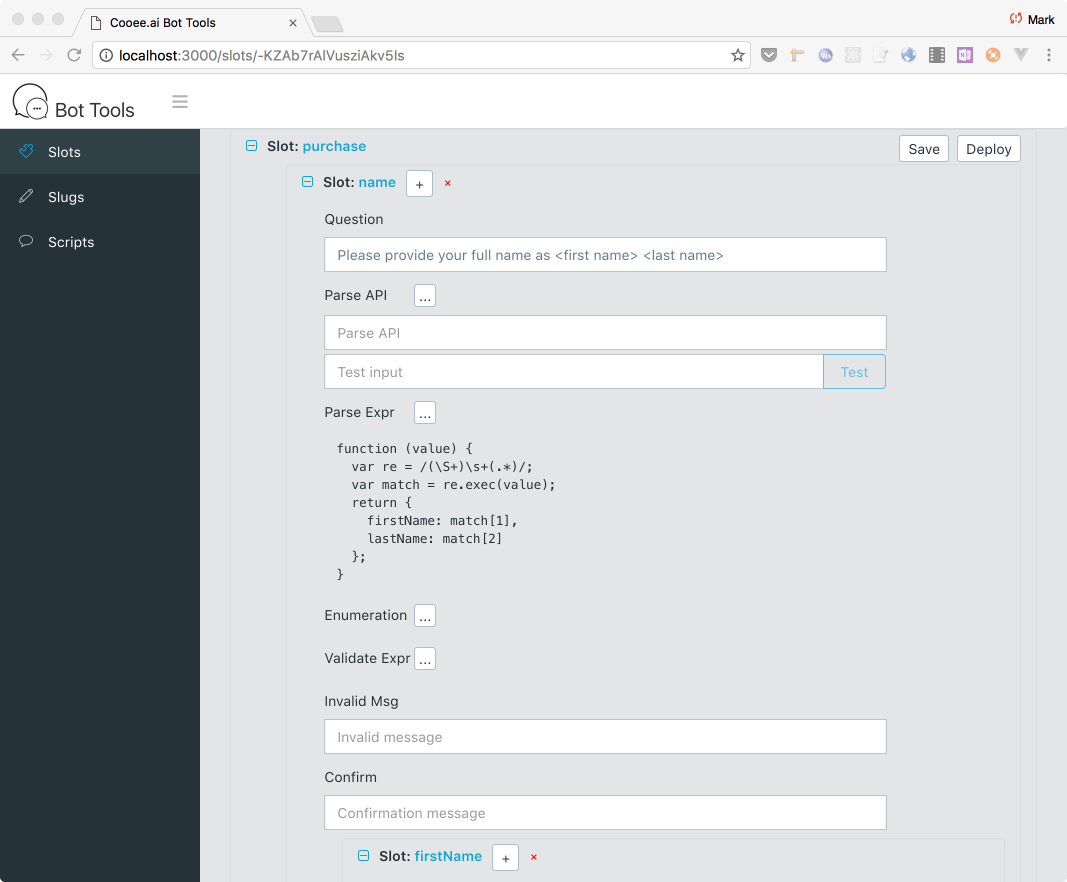 Cooee.ai Bot Tools
Mark
localhost:3000/slots/-KZAb7rAlVusziAkv5Is
Bot Tools
Slots
Slugs
Scripts
Slot: purchase
Save
Deploy
Slot: name + ×
Question
Please provide your full name as <first name> <last name>
Parse API ...
Parse API
Test input
Test
Parse Expr ...
function (value) {
  var re = /(\S+)\s+(.*)/;
  var match = re.exec(value);
  return {
    firstName: match[1],
    lastName: match[2]
  };
}
Enumeration ...
Validate Expr ...
Invalid Msg
Invalid message
Confirm
Confirmation message
Slot: firstName + ×